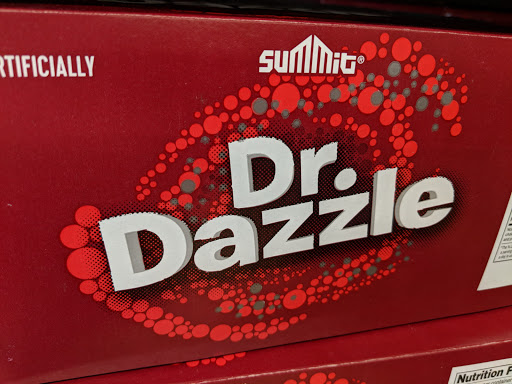 RTIFICIALLY
SUMMIT®
Dr.
Dazzle
Nutrition F